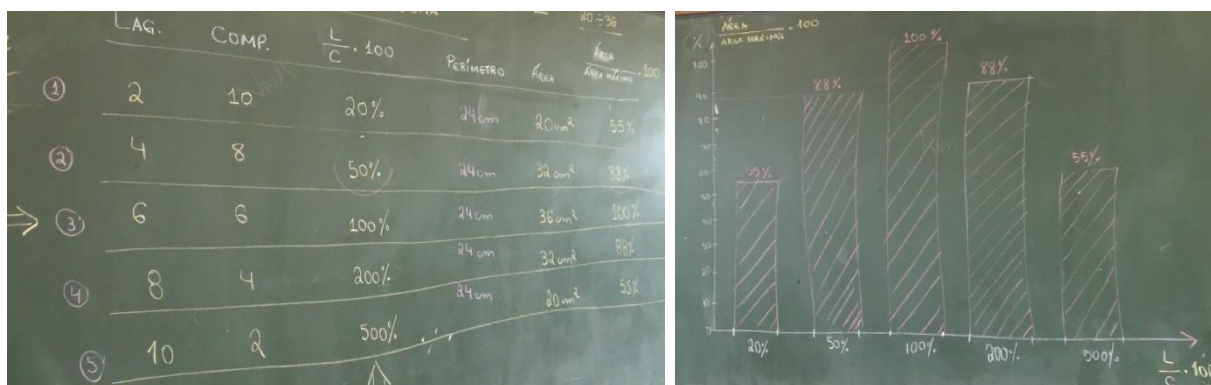 20÷36
LAG. COMP. L/C · 100 PERÍMETRO ÁREA ÁREA/ÁREA MÁXIMA · 100
① 2 10 20% 24cm 20cm² 55%
② 4 8 50% 24cm 32cm² 88%
③ 6 6 100% 24cm 36cm² 100%
④ 8 4 200% 24cm 32cm² 88%
⑤ 10 2 500% 24cm 20cm² 55%
ÁREA/ÁREA MÁXIMA · 100
%
100%
100
88%
88%
90
80
70
55%
55%
60
50
40
30
20
10
0
20% 50% 100% 200% 500%
L/C · 100